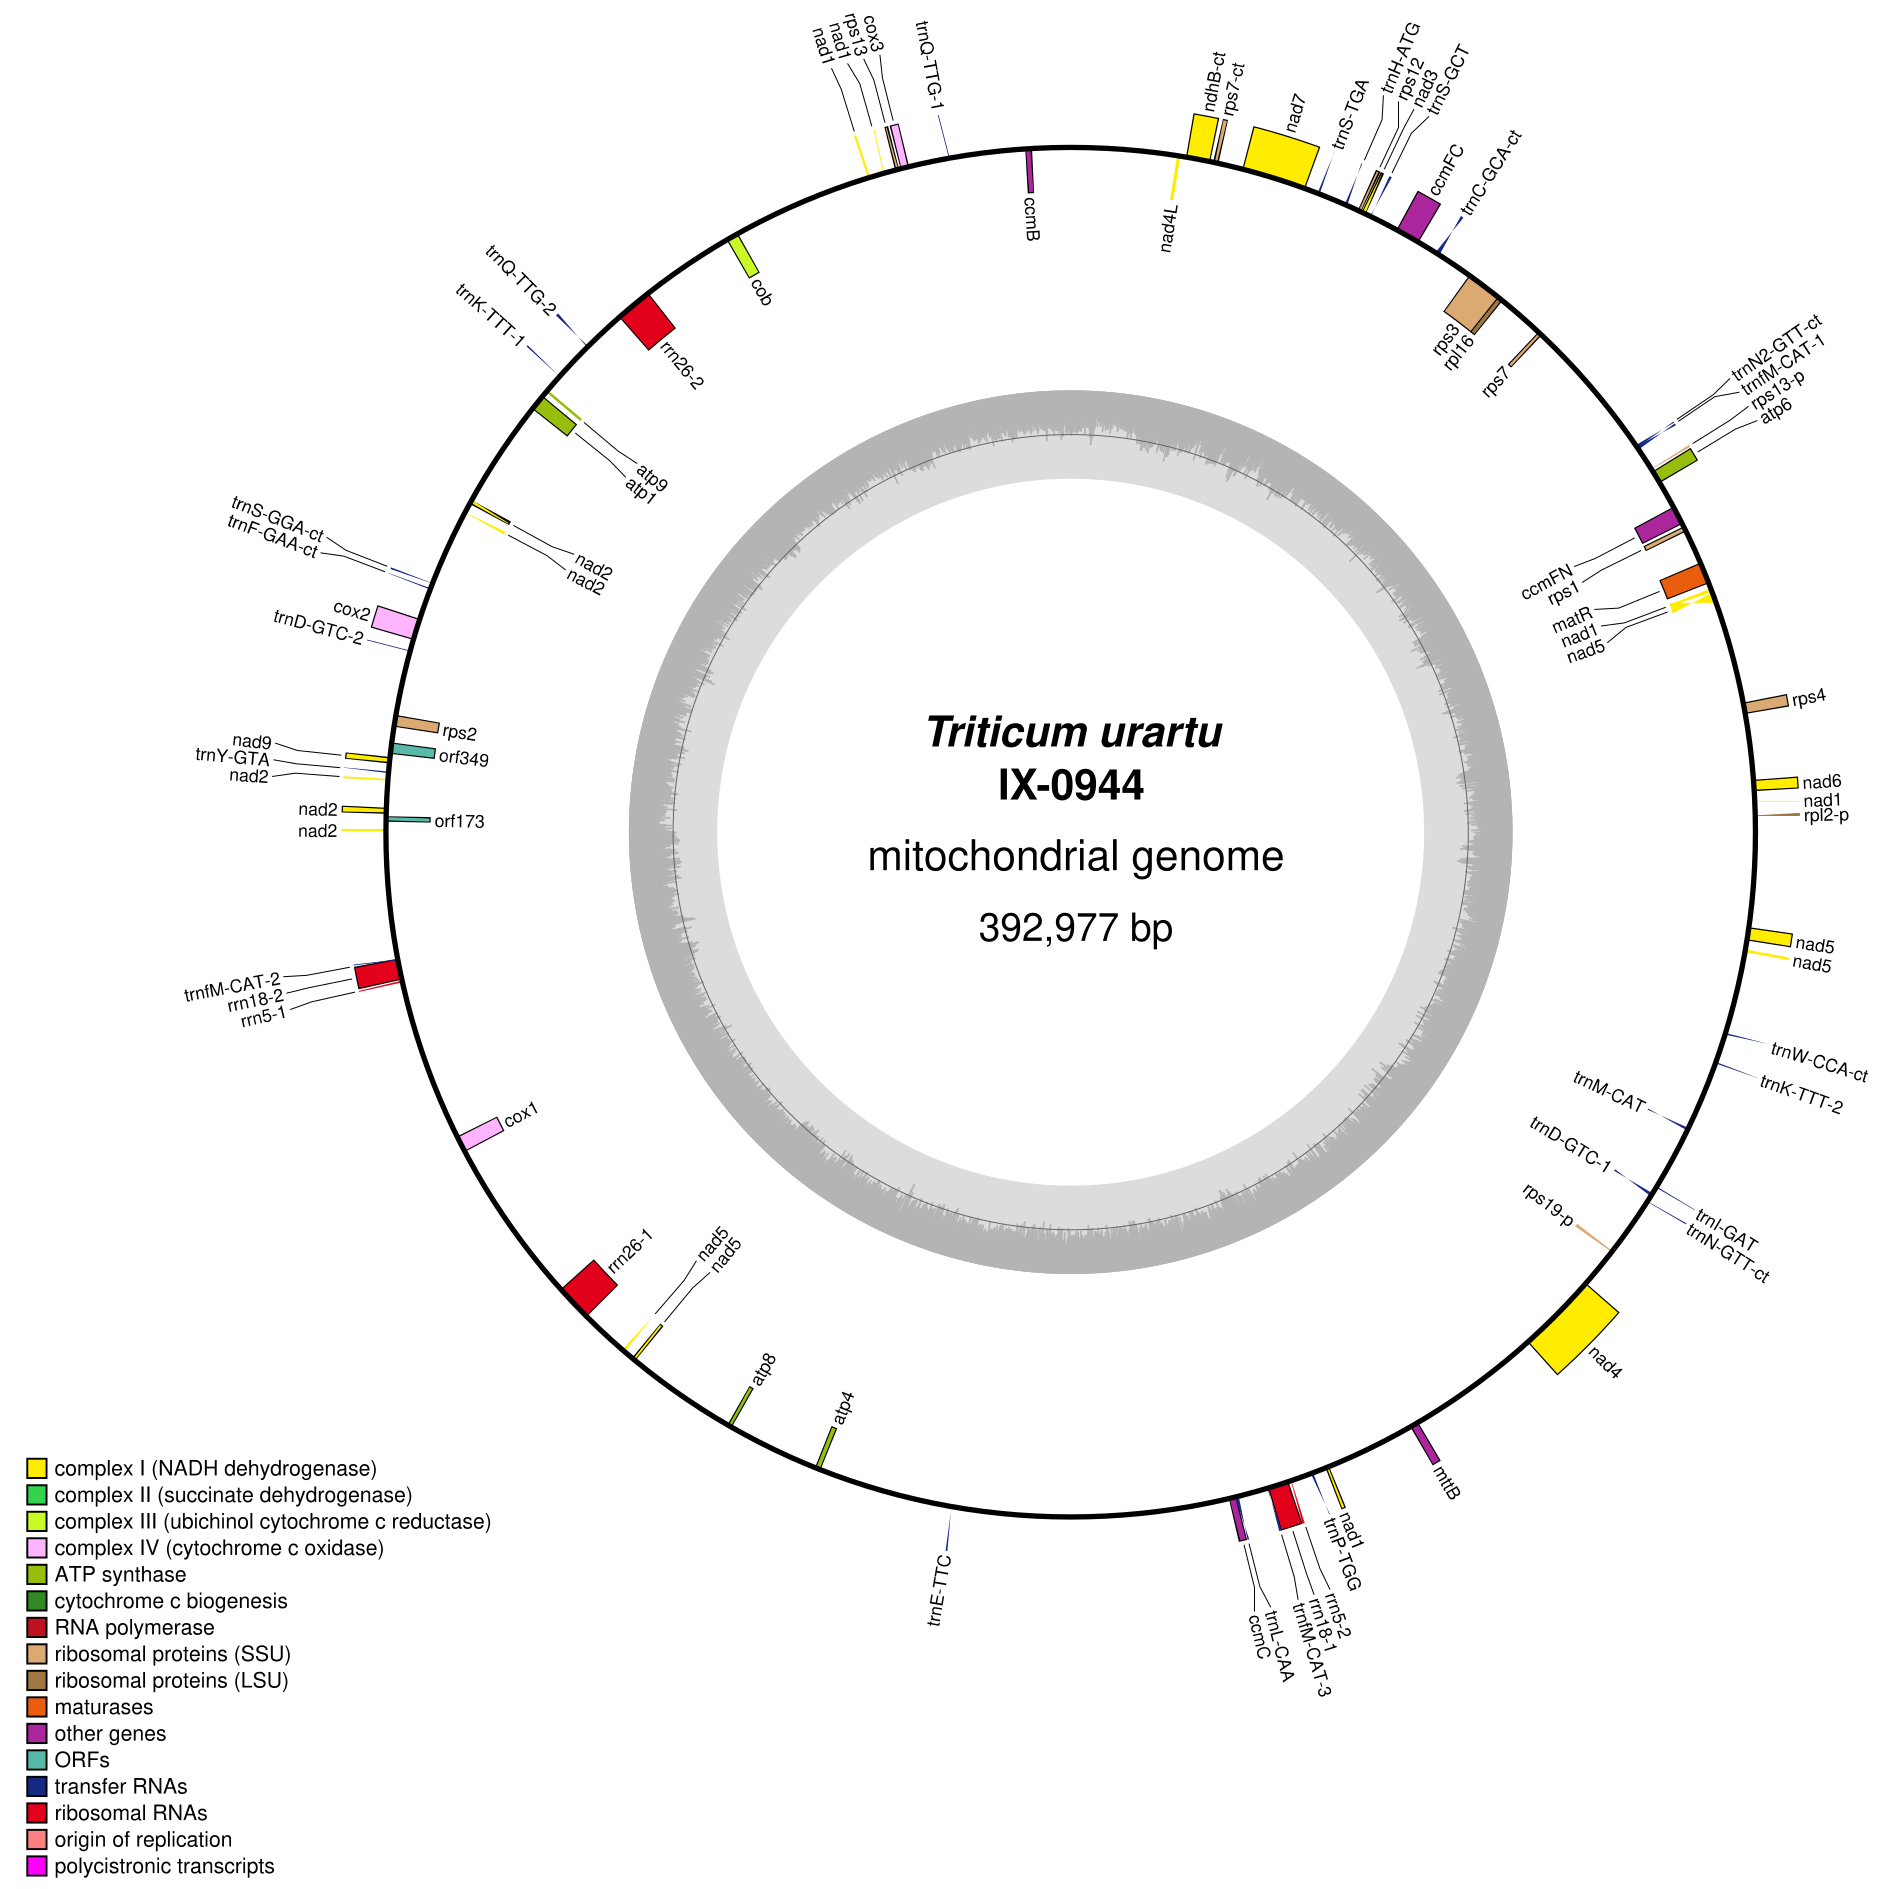 nad1
nad1
rps13
cox3
trnQ-TTG-1
ccmB
nad4L
ndhB-ct
rps7-ct
nad7
trnS-TGA
trnH-ATG
rps12
nad3
trnS-GCT
ccmFC
trnC-GCA-ct
rps3
rpl16
rps7
trnN2-GTT-ct
trnfM-CAT-1
rps13-p
atp6
ccmFN
rps1
matR
nad1
nad5
rps4
nad6
nad1
rpl2-p
nad5
nad5
trnW-CCA-ct
trnK-TTT-2
trnM-CAT
trnD-GTC-1
trnI-GAT
trnN-GTT-ct
rps19-p
nad4
mttB
nad1
trnP-TGG
rrn5-2
rrn18-1
trnfM-CAT-3
trnL-CAA
ccmC
trnE-TTC
atp4
atp8
nad5
nad5
rrn26-1
cox1
rrn5-1
rrn18-2
trnfM-CAT-2
nad2
orf173
nad2
nad2
trnY-GTA
nad9
orf349
rps2
trnD-GTC-2
cox2
trnF-GAA-ct
trnS-GGA-ct
nad2
nad2
atp1
atp9
trnK-TTT-1
trnQ-TTG-2
rrn26-2
cob
Triticum urartu
IX-0944
mitochondrial genome
392,977 bp
complex I (NADH dehydrogenase)
complex II (succinate dehydrogenase)
complex III (ubichinol cytochrome c reductase)
complex IV (cytochrome c oxidase)
ATP synthase
cytochrome c biogenesis
RNA polymerase
ribosomal proteins (SSU)
ribosomal proteins (LSU)
maturases
other genes
ORFs
transfer RNAs
ribosomal RNAs
origin of replication
polycistronic transcripts